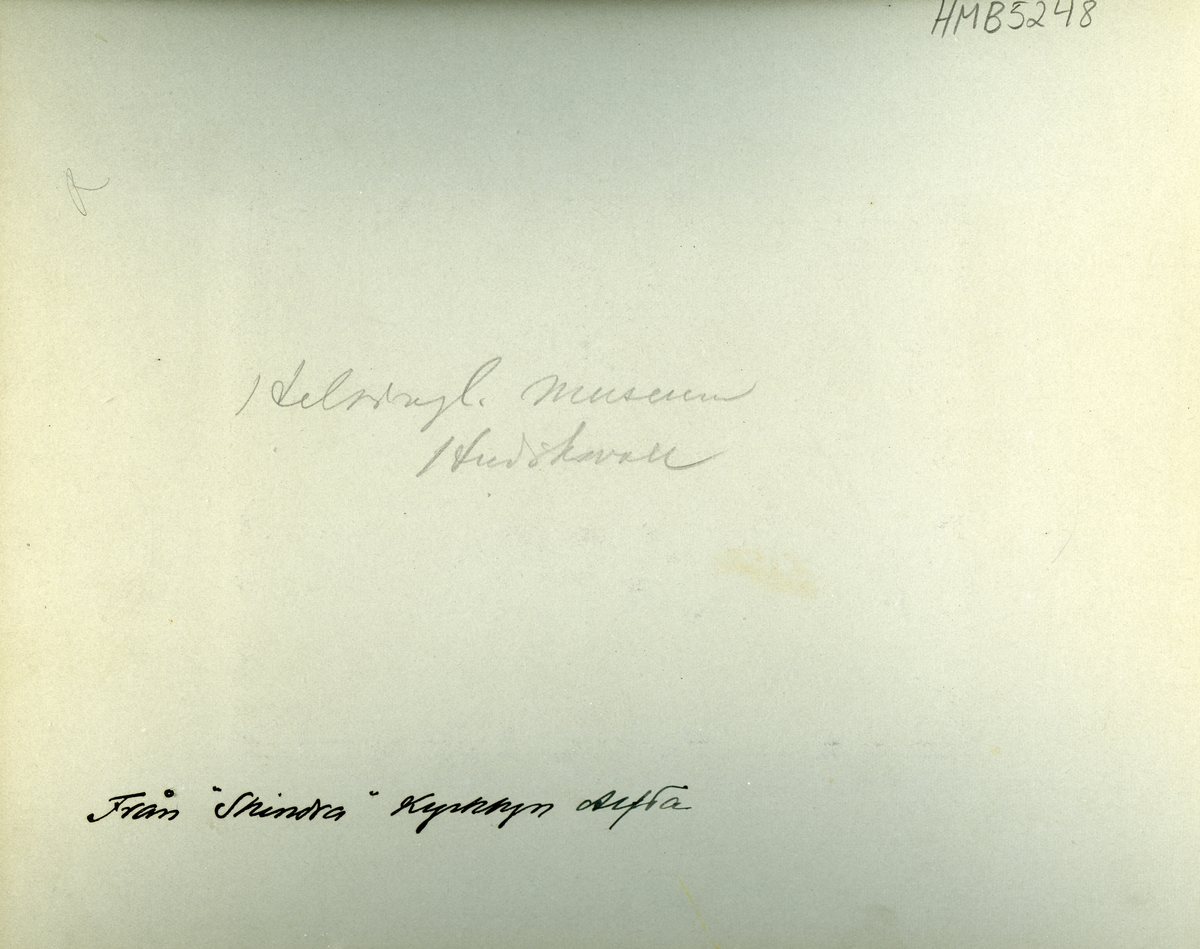 HMB5248
Helsingl. Museum
Hudiksvall
Från "Skindra" Kyrkbyn Alfta